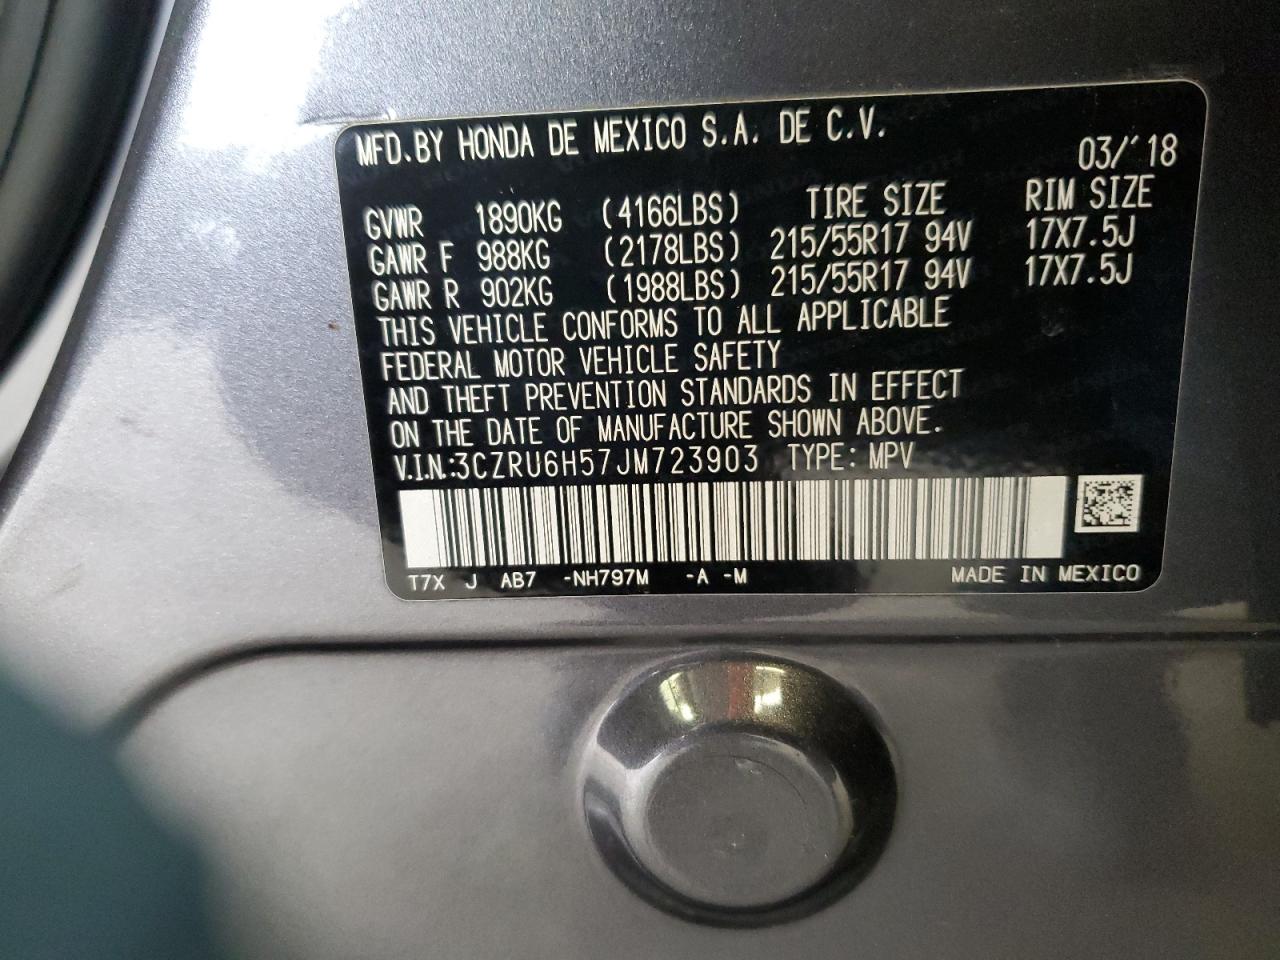 MFD.BY HONDA DE MEXICO S.A. DE C.V.
03/'18
GVWR 1890KG (4166LBS) TIRE SIZE RIM SIZE
GAWR F 988KG (2178LBS) 215/55R17 94V 17X7.5J
GAWR R 902KG (1988LBS) 215/55R17 94V 17X7.5J
THIS VEHICLE CONFORMS TO ALL APPLICABLE
FEDERAL MOTOR VEHICLE SAFETY
AND THEFT PREVENTION STANDARDS IN EFFECT
ON THE DATE OF MANUFACTURE SHOWN ABOVE.
V.I.N.:3CZRU6H57JM723903 TYPE: MPV
T7X J AB7 -NH797M -A -M MADE IN MEXICO